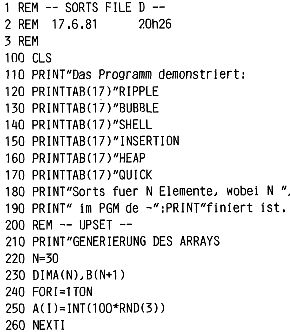 1 REM -- SORTS FILE D --
2 REM  17.6.81      20h26
3 REM
100 CLS
110 PRINT"Das Programm demonstriert:
120 PRINTTAB(17)"RIPPLE
130 PRINTTAB(17)"BUBBLE
140 PRINTTAB(17)"SHELL
150 PRINTTAB(17)"INSERTION
160 PRINTTAB(17)"HEAP
170 PRINTTAB(17)"QUICK
180 PRINT"Sorts fuer N Elemente, wobei N ",
190 PRINT" im PGM de -":PRINT"finiert ist.
200 REM -- UPSET --
210 PRINT"GENERIERUNG DES ARRAYS
220 N=30
230 DIMA(N),B(N+1)
240 FORI=1TON
250 A(I)=INT(100*RND(3))
260 NEXTI